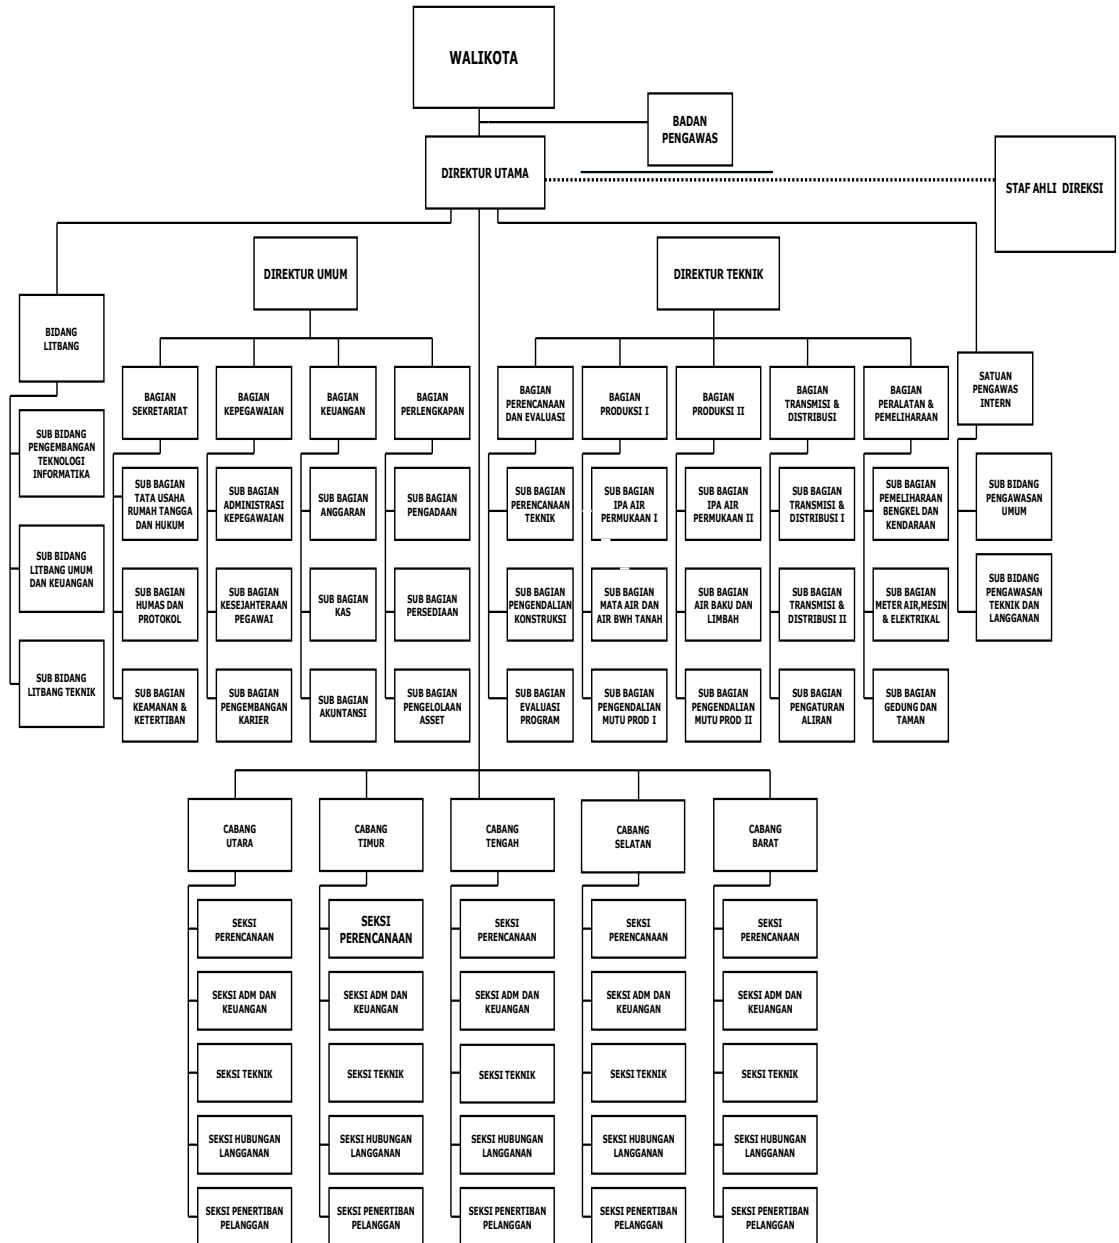 WALIKOTA
BADAN
PENGAWAS
DIREKTUR UTAMA
STAF AHLI DIREKSI
DIREKTUR UMUM
DIREKTUR TEKNIK
BIDANG
LITBANG
SUB BIDANG
PENGEMBANGAN
TEKNOLOGI
INFORMATIKA
SUB BIDANG
LITBANG UMUM
DAN KEUANGAN
SUB BIDANG
LITBANG TEKNIK
BAGIAN
SEKRETARIAT
SUB BAGIAN
TATA USAHA
RUMAH TANGGA
DAN HUKUM
SUB BAGIAN
HUMAS DAN
PROTOKOL
SUB BAGIAN
KEAMANAN &
KETERTIBAN
BAGIAN
KEPEGAWAIAN
SUB BAGIAN
ADMINISTRASI
KEPEGAWAIAN
SUB BAGIAN
KESEJAHTERAAN
PEGAWAI
SUB BAGIAN
PENGEMBANGAN
KARIER
BAGIAN
KEUANGAN
SUB BAGIAN
ANGGARAN
SUB BAGIAN
KAS
SUB BAGIAN
AKUNTANSI
BAGIAN
PERLENGKAPAN
SUB BAGIAN
PENGADAAN
SUB BAGIAN
PERSEDIAAN
SUB BAGIAN
PENGELOLAAN
ASSET
BAGIAN
PERENCANAAN
DAN EVALUASI
SUB BAGIAN
PERENCANAAN
TEKNIK
SUB BAGIAN
PENGENDALIAN
KONSTRUKSI
SUB BAGIAN
EVALUASI
PROGRAM
BAGIAN
PRODUKSI I
SUB BAGIAN
IPA AIR
PERMUKAAN I
SUB BAGIAN
MATA AIR DAN
AIR BWH TANAH
SUB BAGIAN
PENGENDALIAN
MUTU PROD I
BAGIAN
PRODUKSI II
SUB BAGIAN
IPA AIR
PERMUKAAN II
SUB BAGIAN
AIR BAKU DAN
LIMBAH
SUB BAGIAN
PENGENDALIAN
MUTU PROD II
BAGIAN
TRANSMISI &
DISTRIBUSI
SUB BAGIAN
TRANSMISI &
DISTRIBUSI I
SUB BAGIAN
TRANSMISI &
DISTRIBUSI II
SUB BAGIAN
PENGATURAN
ALIRAN
BAGIAN
PERALATAN &
PEMELIHARAAN
SUB BAGIAN
PEMELIHARAAN
BENGKEL DAN
KENDARAAN
SUB BAGIAN
METER AIR,MESIN
& ELEKTRIKAL
SUB BAGIAN
GEDUNG DAN
TAMAN
SATUAN
PENGAWAS
INTERN
SUB BIDANG
PENGAWASAN
UMUM
SUB BIDANG
PENGAWASAN
TEKNIK DAN
LANGGANAN
CABANG
UTARA
SEKSI
PERENCANAAN
SEKSI ADM DAN
KEUANGAN
SEKSI TEKNIK
SEKSI HUBUNGAN
LANGGANAN
SEKSI PENERTIBAN
PELANGGAN
CABANG
TIMUR
SEKSI
PERENCANAAN
SEKSI ADM DAN
KEUANGAN
SEKSI TEKNIK
SEKSI HUBUNGAN
LANGGANAN
SEKSI PENERTIBAN
PELANGGAN
CABANG
TENGAH
SEKSI
PERENCANAAN
SEKSI ADM DAN
KEUANGAN
SEKSI TEKNIK
SEKSI HUBUNGAN
LANGGANAN
SEKSI PENERTIBAN
PELANGGAN
CABANG
SELATAN
SEKSI
PERENCANAAN
SEKSI ADM DAN
KEUANGAN
SEKSI TEKNIK
SEKSI HUBUNGAN
LANGGANAN
SEKSI PENERTIBAN
PELANGGAN
CABANG
BARAT
SEKSI
PERENCANAAN
SEKSI ADM DAN
KEUANGAN
SEKSI TEKNIK
SEKSI HUBUNGAN
LANGGANAN
SEKSI PENERTIBAN
PELANGGAN